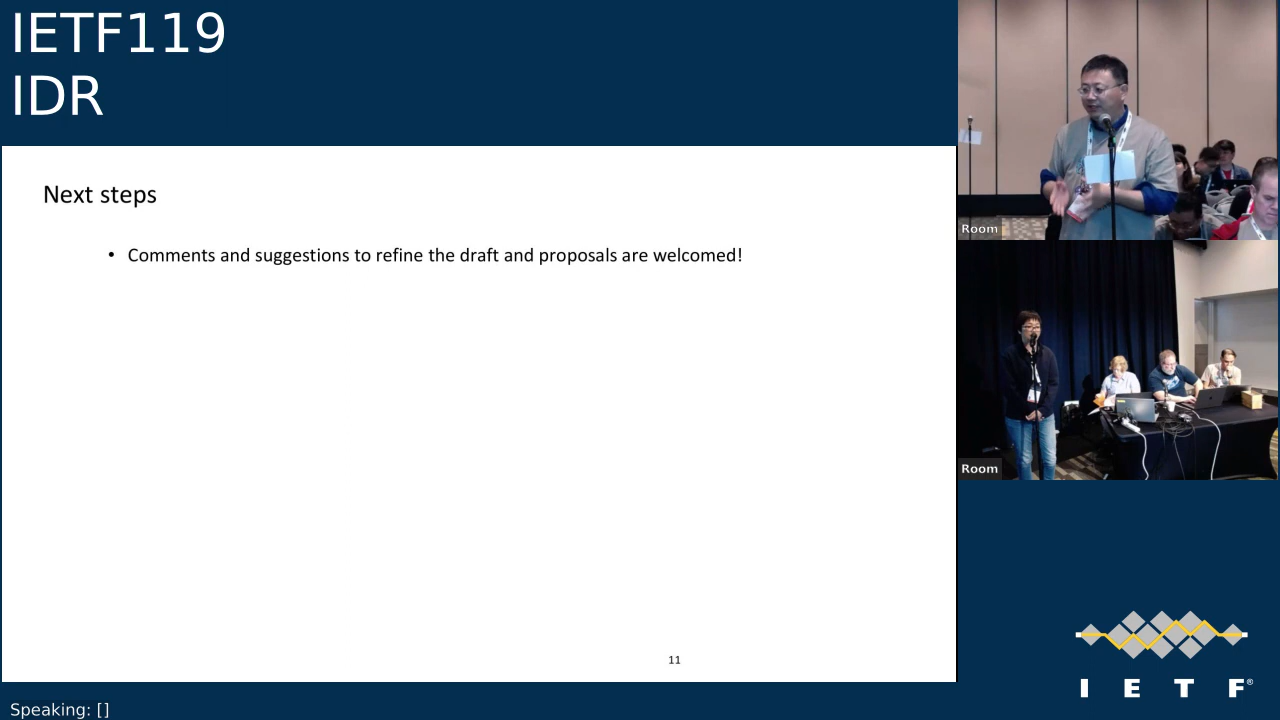 IETF119
IDR
Next steps
• Comments and suggestions to refine the draft and proposals are welcomed!
11
Room
Room
I E T F®
Speaking: []